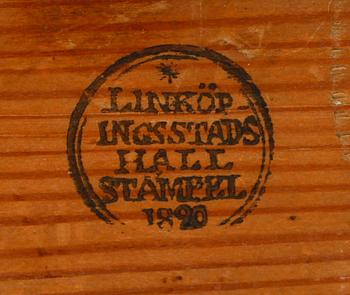 LINKÖP
INGSSTADS
HALL
STÄMPEL
1820